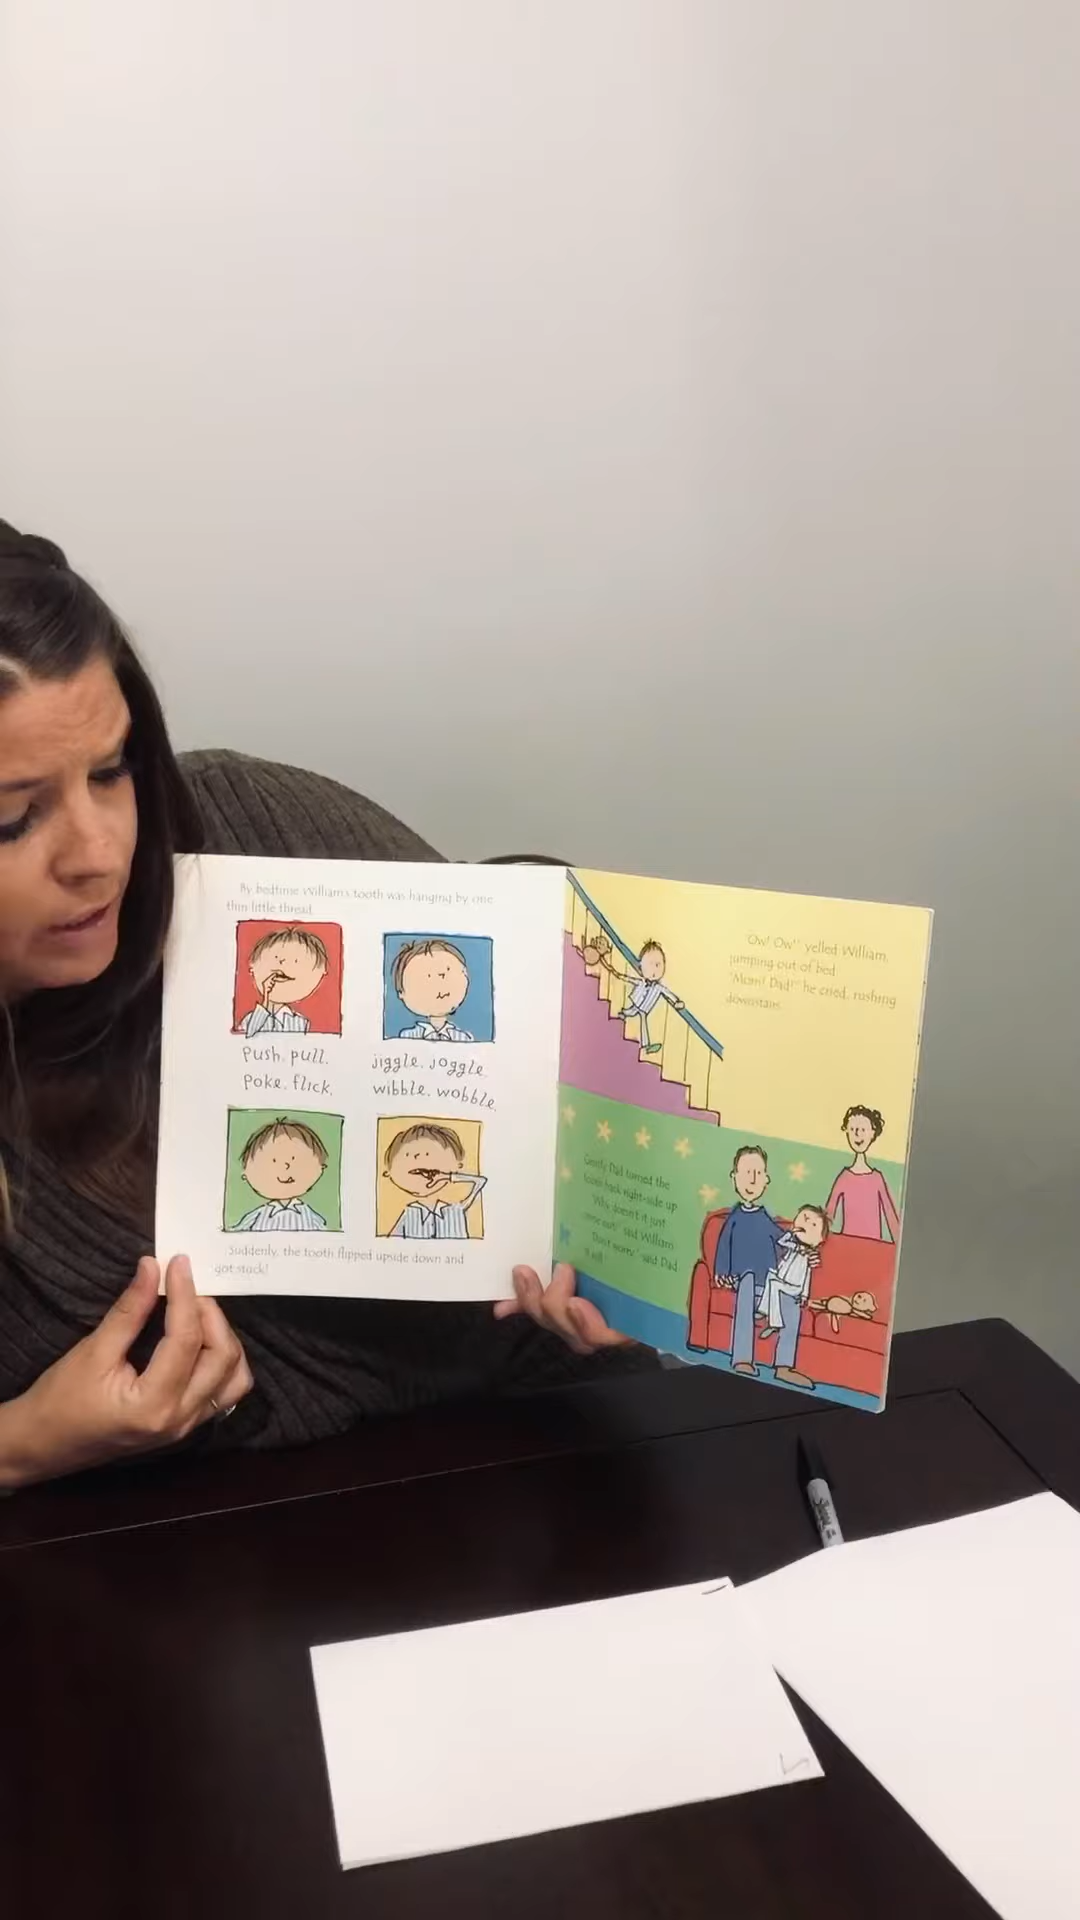 By bedtime William's tooth was hanging by one
thin little thread.
Push, pull,
Poke, flick,
jiggle, joggle,
wibble, wobble,
Suddenly, the tooth flipped upside down and
got stuck!
"Ow! Ow!" yelled William,
jumping out of bed
"Mom! Dad!" he cried, rushing
downstairs.
Gently, Dad turned the
tooth back right-side up
"Why doesn't it just
come out?" said William
"Don't worry," said Dad
Sharpie